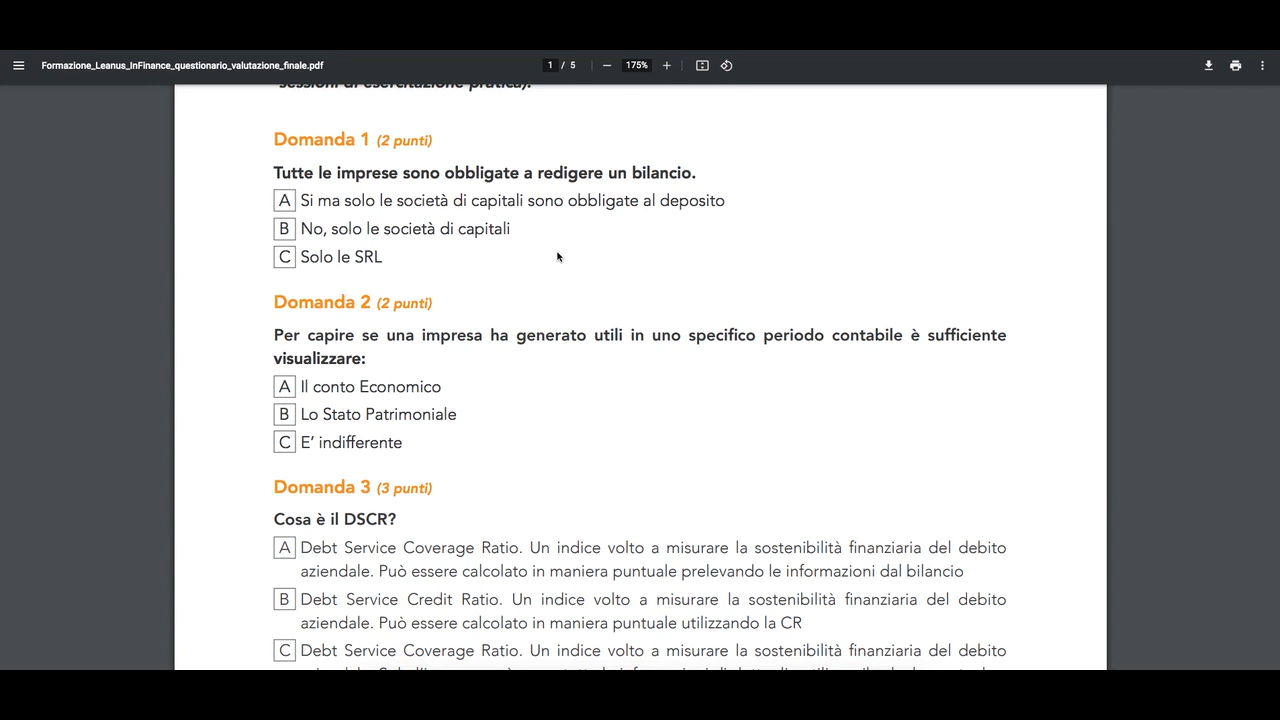 Formazione_Leanus_InFinance_questionario_valutazione_finale.pdf
1 / 5
175%
sessioni di esercitazione pratica).
Domanda 1 (2 punti)
Tutte le imprese sono obbligate a redigere un bilancio.
A Si ma solo le società di capitali sono obbligate al deposito
B No, solo le società di capitali
C Solo le SRL
Domanda 2 (2 punti)
Per capire se una impresa ha generato utili in uno specifico periodo contabile è sufficiente
visualizzare:
A Il conto Economico
B Lo Stato Patrimoniale
C E’ indifferente
Domanda 3 (3 punti)
Cosa è il DSCR?
A Debt Service Coverage Ratio. Un indice volto a misurare la sostenibilità finanziaria del debito
aziendale. Può essere calcolato in maniera puntuale prelevando le informazioni dal bilancio
B Debt Service Credit Ratio. Un indice volto a misurare la sostenibilità finanziaria del debito
aziendale. Può essere calcolato in maniera puntuale utilizzando la CR
C Debt Service Coverage Ratio. Un indice volto a misurare la sostenibilità finanziaria del debito